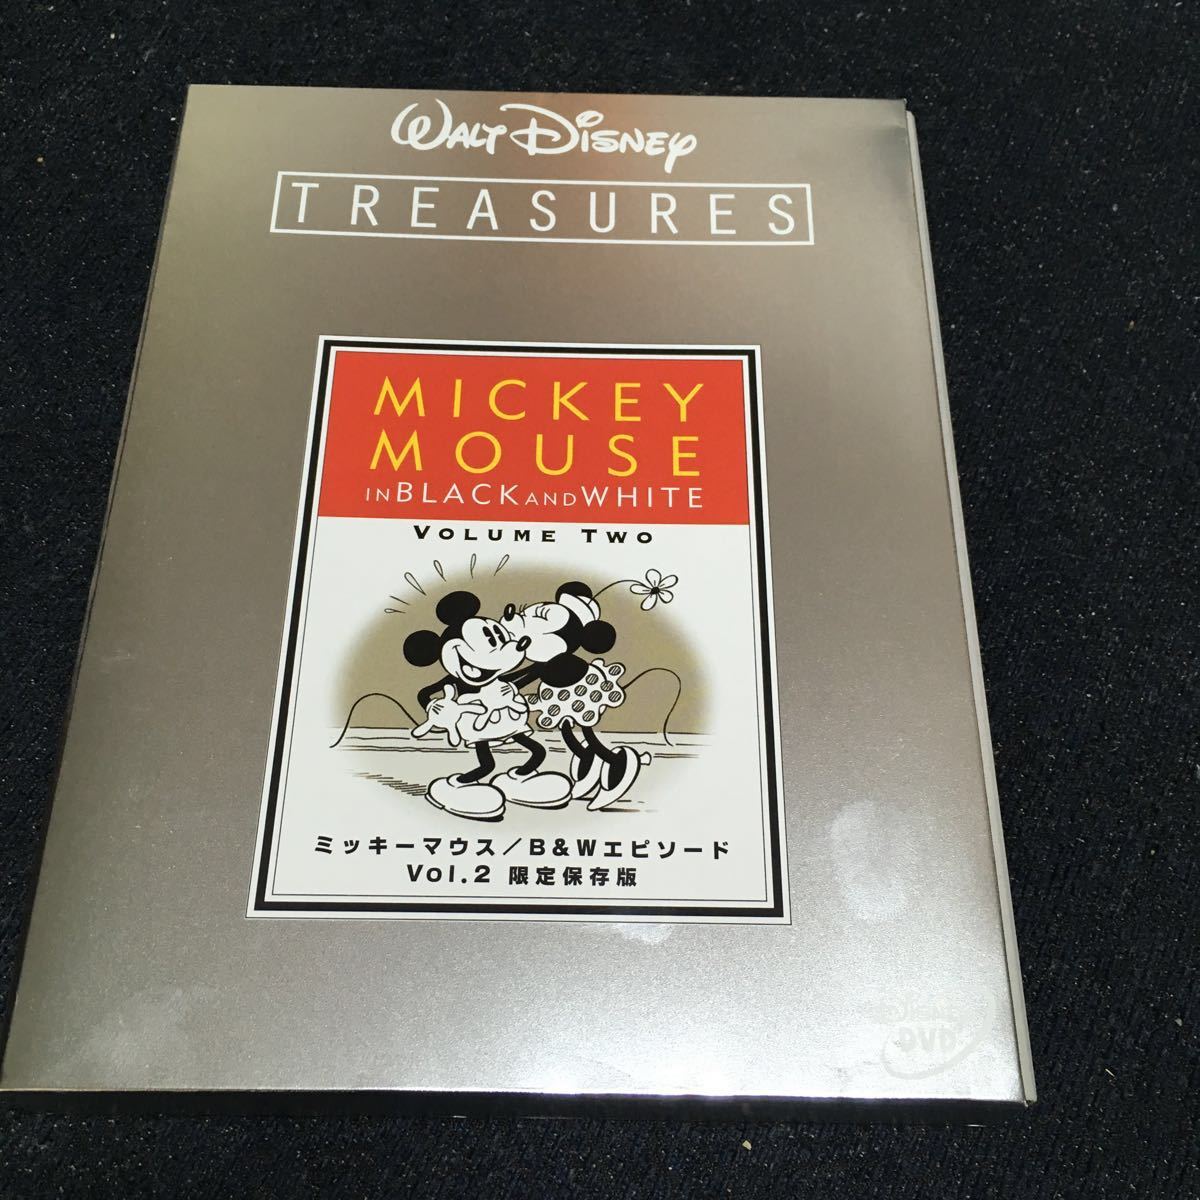 WALT DISNEY
TREASURES
MICKEY
MOUSE
IN BLACK AND WHITE
VOLUME TWO
ミッキーマウス／B＆Wエピソード
Vol.2 限定保存版
DISNEY
DVD